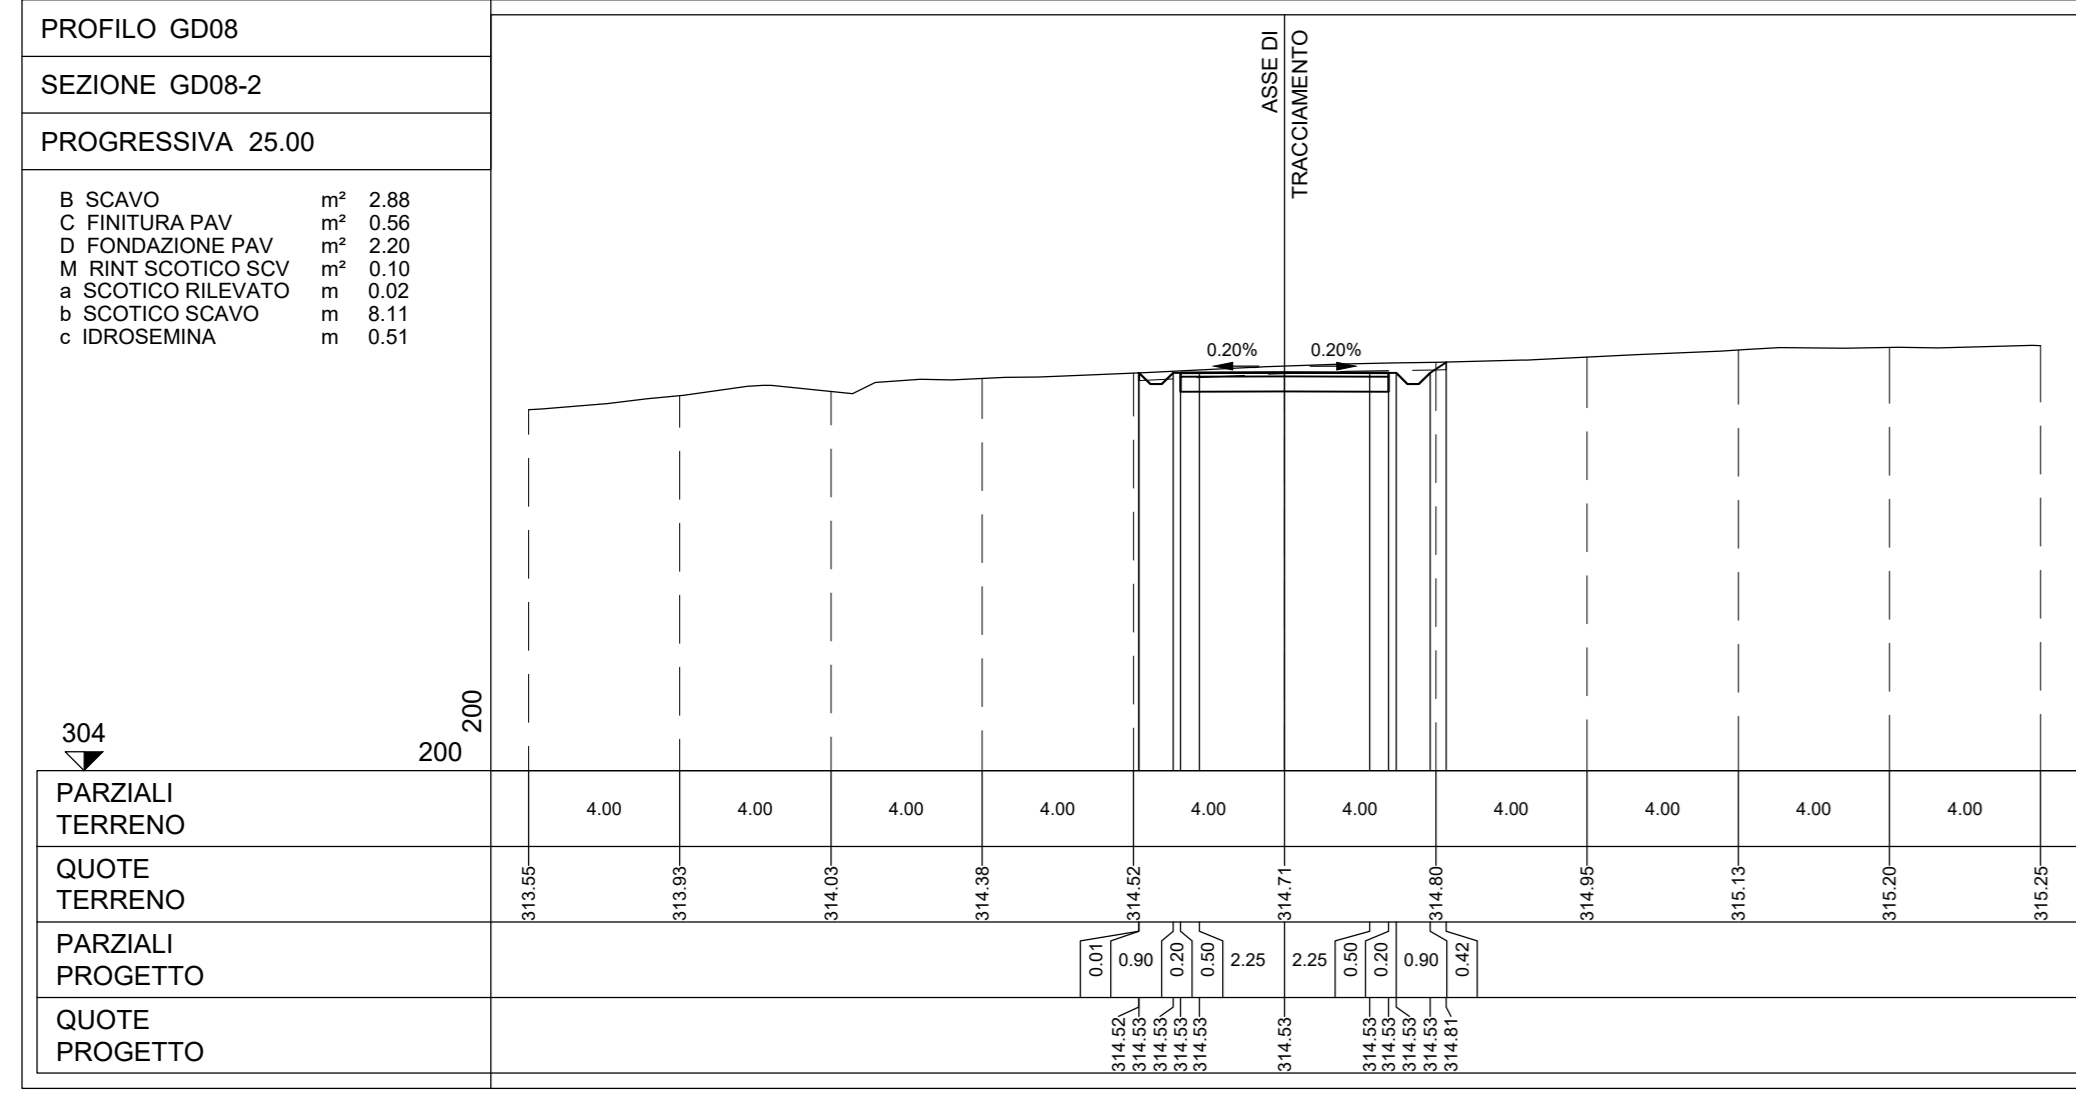 PROFILO GD08
SEZIONE GD08-2
PROGRESSIVA 25.00
B SCAVO m² 2.88
C FINITURA PAV m² 0.56
D FONDAZIONE PAV m² 2.20
M RINT SCOTICO SCV m² 0.10
a SCOTICO RILEVATO m 0.02
b SCOTICO SCAVO m 8.11
c IDROSEMINA m 0.51
ASSE DI
TRACCIAMENTO
0.20% 0.20%
304
200
200
PARZIALI
TERRENO
4.00 4.00 4.00 4.00 4.00 4.00 4.00 4.00 4.00 4.00
QUOTE
TERRENO
313.55 313.93 314.03 314.38 314.52 314.71 314.80 314.95 315.13 315.20 315.25
PARZIALI
PROGETTO
0.01 0.90 0.20 0.50 2.25 2.25 0.50 0.20 0.90 0.42
QUOTE
PROGETTO
314.52 314.53 314.53 314.53 314.53 314.53 314.53 314.53 314.53 314.53 314.81